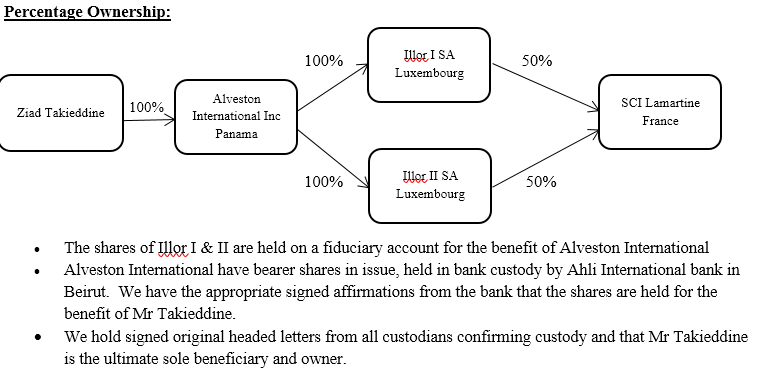 Percentage Ownership:
100%
Illor I SA
Luxembourg
50%
Ziad Takieddine
100%
Alveston
International Inc
Panama
SCI Lamartine
France
100%
Illor II SA
Luxembourg
50%
• The shares of Illor I & II are held on a fiduciary account for the benefit of Alveston International
• Alveston International have bearer shares in issue, held in bank custody by Ahli International bank in
Beirut. We have the appropriate signed affirmations from the bank that the shares are held for the
benefit of Mr Takieddine.
• We hold signed original headed letters from all custodians confirming custody and that Mr Takieddine
is the ultimate sole beneficiary and owner.